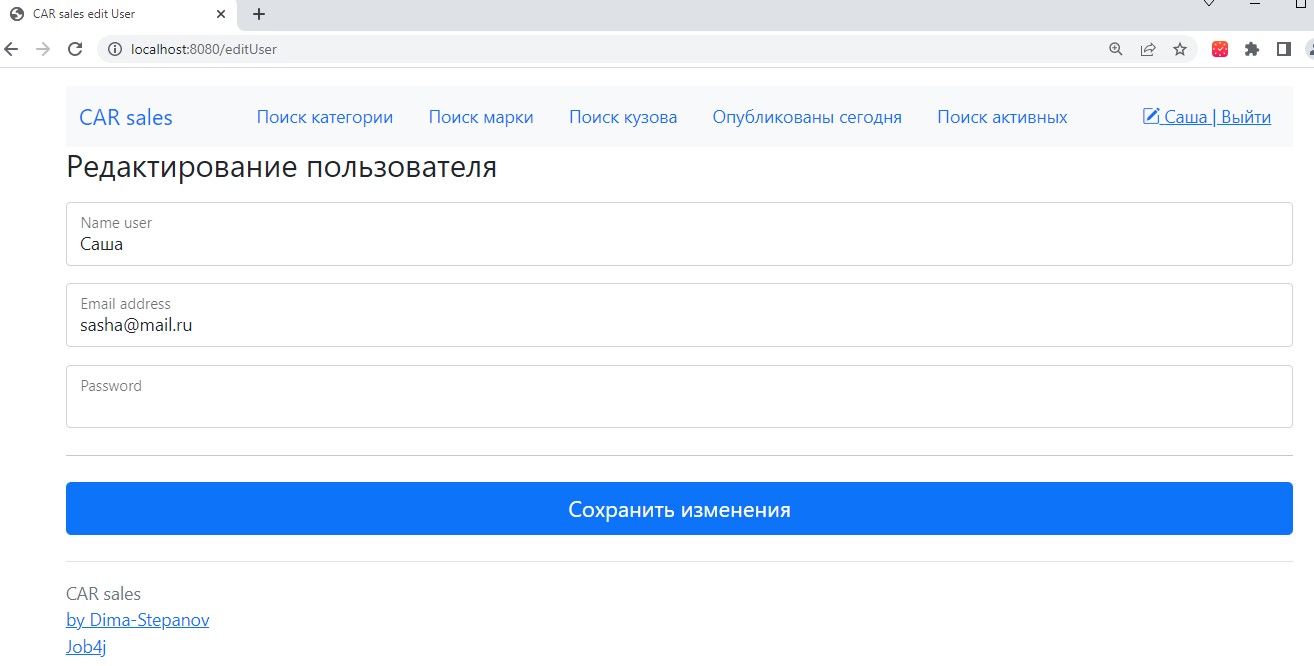 CAR sales edit User
localhost:8080/editUser
CAR sales Поиск категории Поиск марки Поиск кузова Опубликованы сегодня Поиск активных Саша | Выйти
Редактирование пользователя
Name user
Саша
Email address
sasha@mail.ru
Password
Сохранить изменения
CAR sales
by Dima-Stepanov
Job4j